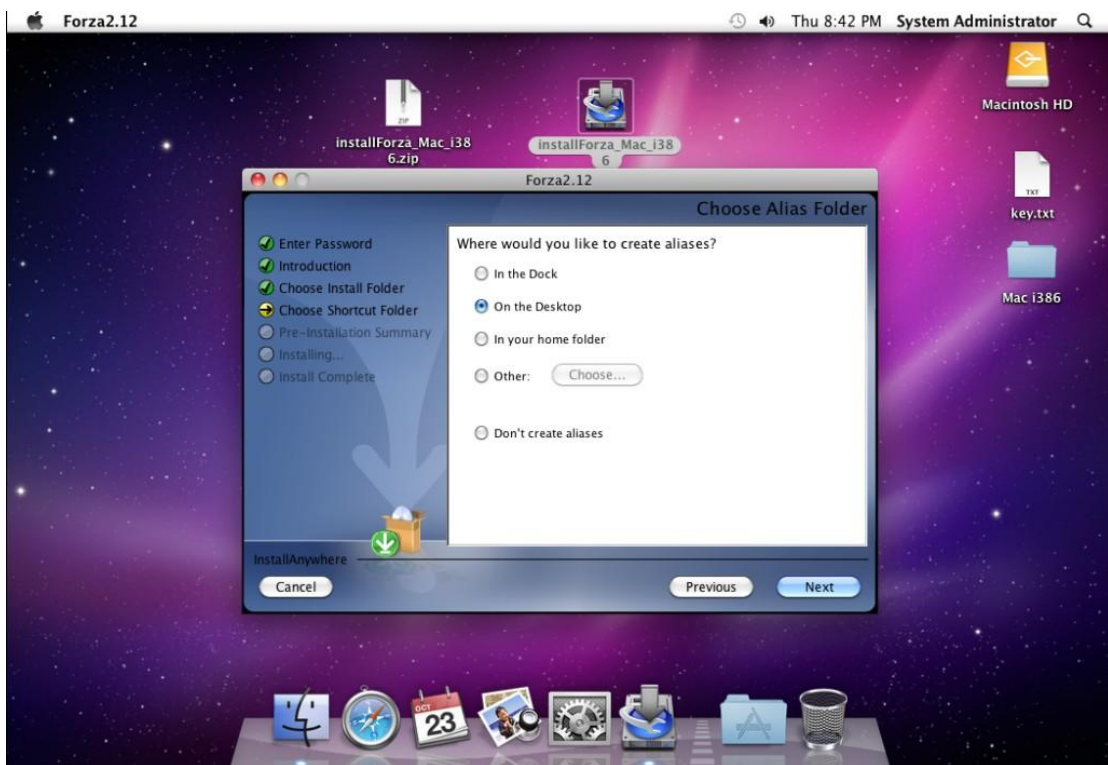 Forza2.12
Thu 8:42 PM System Administrator
Macintosh HD
ZIP
installForza_Mac_i38
6.zip
installForza_Mac_i38
6
TXT
key.txt
Mac i386
Forza2.12
Choose Alias Folder
Enter Password
Introduction
Choose Install Folder
Choose Shortcut Folder
Pre-Installation Summary
Installing...
Install Complete
Where would you like to create aliases?
In the Dock
On the Desktop
In your home folder
Other: Choose...
Don't create aliases
InstallAnywhere
Cancel Previous Next
OCT
23